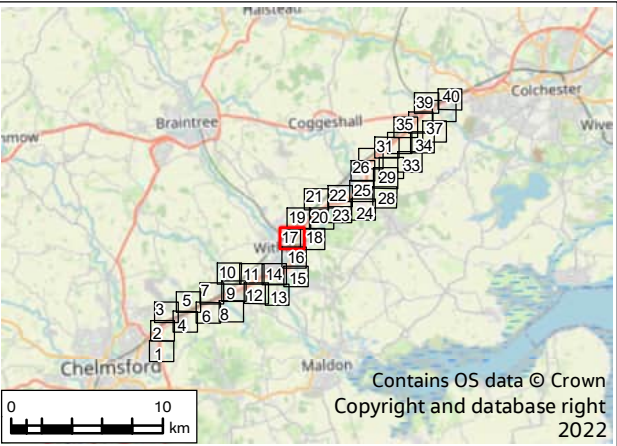 Halstead
Colchester
39 40
Braintree
Coggeshall
35 37
nmow
Wive
31 34
26 33
29
25
21 22 28
19 20 23 24
17 18
With
16
10 11 14 15
7 9 12 13
5
3 6 8
2 4
1
Chelmsford
Maldon
Contains OS data © Crown
Copyright and database right
2022
0 10
km